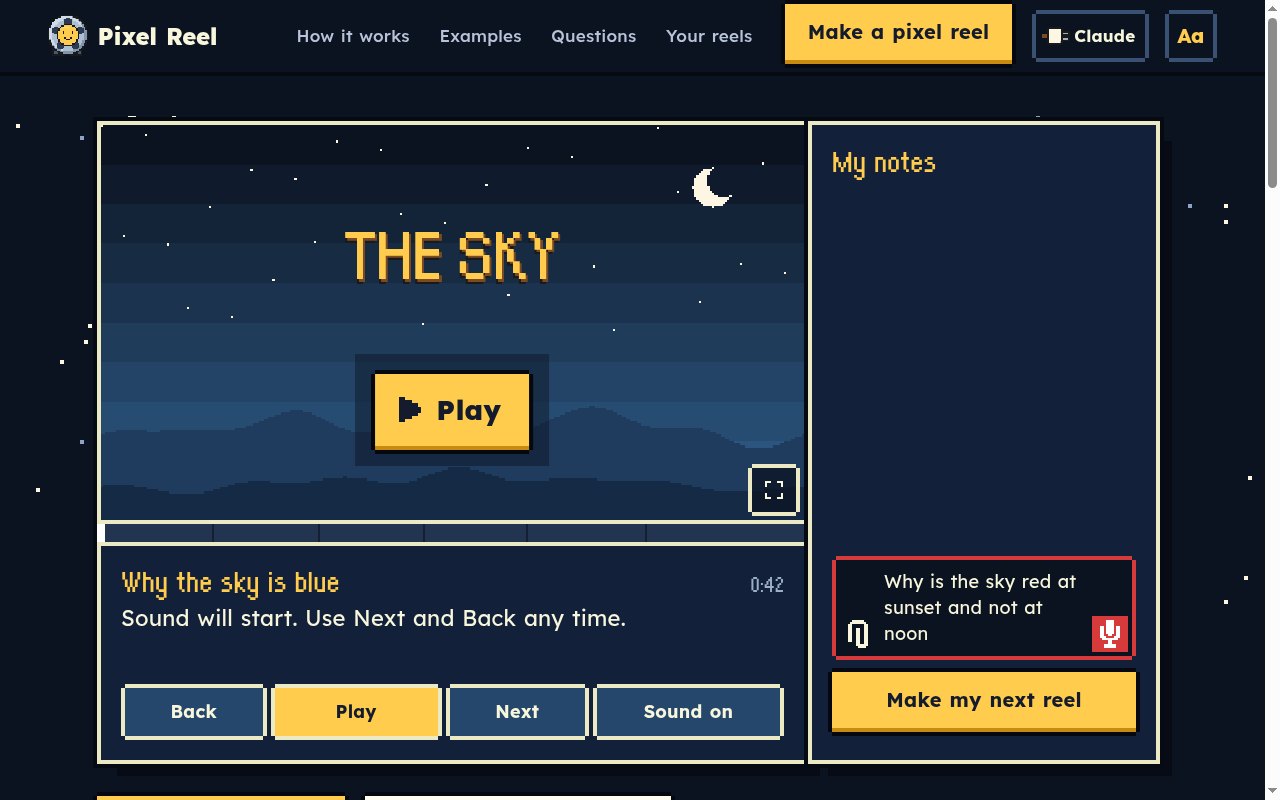 Pixel Reel
How it works
Examples
Questions
Your reels
Make a pixel reel
Claude
Aa
THE SKY
Play
Why the sky is blue
0:42
Sound will start. Use Next and Back any time.
Back
Play
Next
Sound on
My notes
Why is the sky red at
sunset and not at
noon
Make my next reel